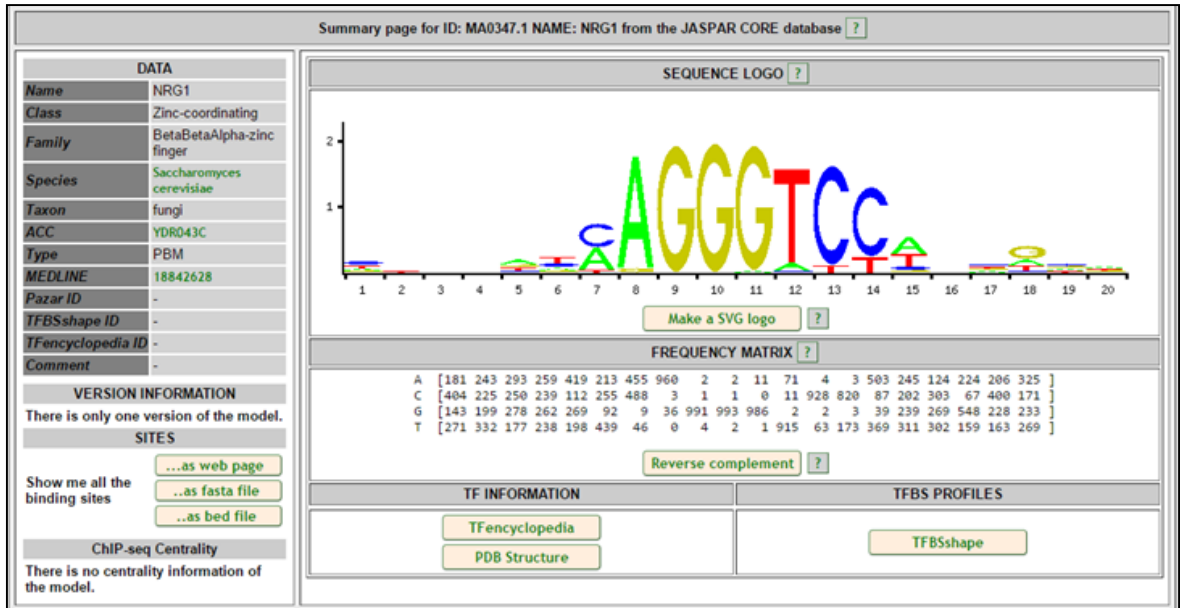 Summary page for ID: MA0347.1 NAME: NRG1 from the JASPAR CORE database ?
DATA
Name NRG1
Class Zinc-coordinating
Family BetaBetaAlpha-zinc
finger
Species Saccharomyces
cerevisiae
Taxon fungi
ACC YDR043C
Type PBM
MEDLINE 18842628
Pazar ID -
TFBSshape ID -
TFencyclopedia ID -
Comment -
VERSION INFORMATION
There is only one version of the model.
SITES
Show me all the
binding sites
...as web page
..as fasta file
..as bed file
ChIP-seq Centrality
There is no centrality information of
the model.
SEQUENCE LOGO ?
2
1
C A A G G G T C C A
1 2 3 4 5 6 7 8 9 10 11 12 13 14 15 16 17 18 19 20
Make a SVG logo ?
FREQUENCY MATRIX ?
A [181 243 293 259 419 213 455 960 2 2 11 71 4 3 503 245 124 224 206 325 ]
C [404 225 250 239 112 255 488 3 1 1 0 11 928 820 87 202 303 67 400 171 ]
G [143 199 278 262 269 92 9 36 991 993 986 2 2 3 39 239 269 548 228 233 ]
T [271 332 177 238 198 439 46 0 4 2 1 915 63 173 369 311 302 159 163 269 ]
Reverse complement ?
TF INFORMATION
TFencyclopedia
PDB Structure
TFBS PROFILES
TFBSshape